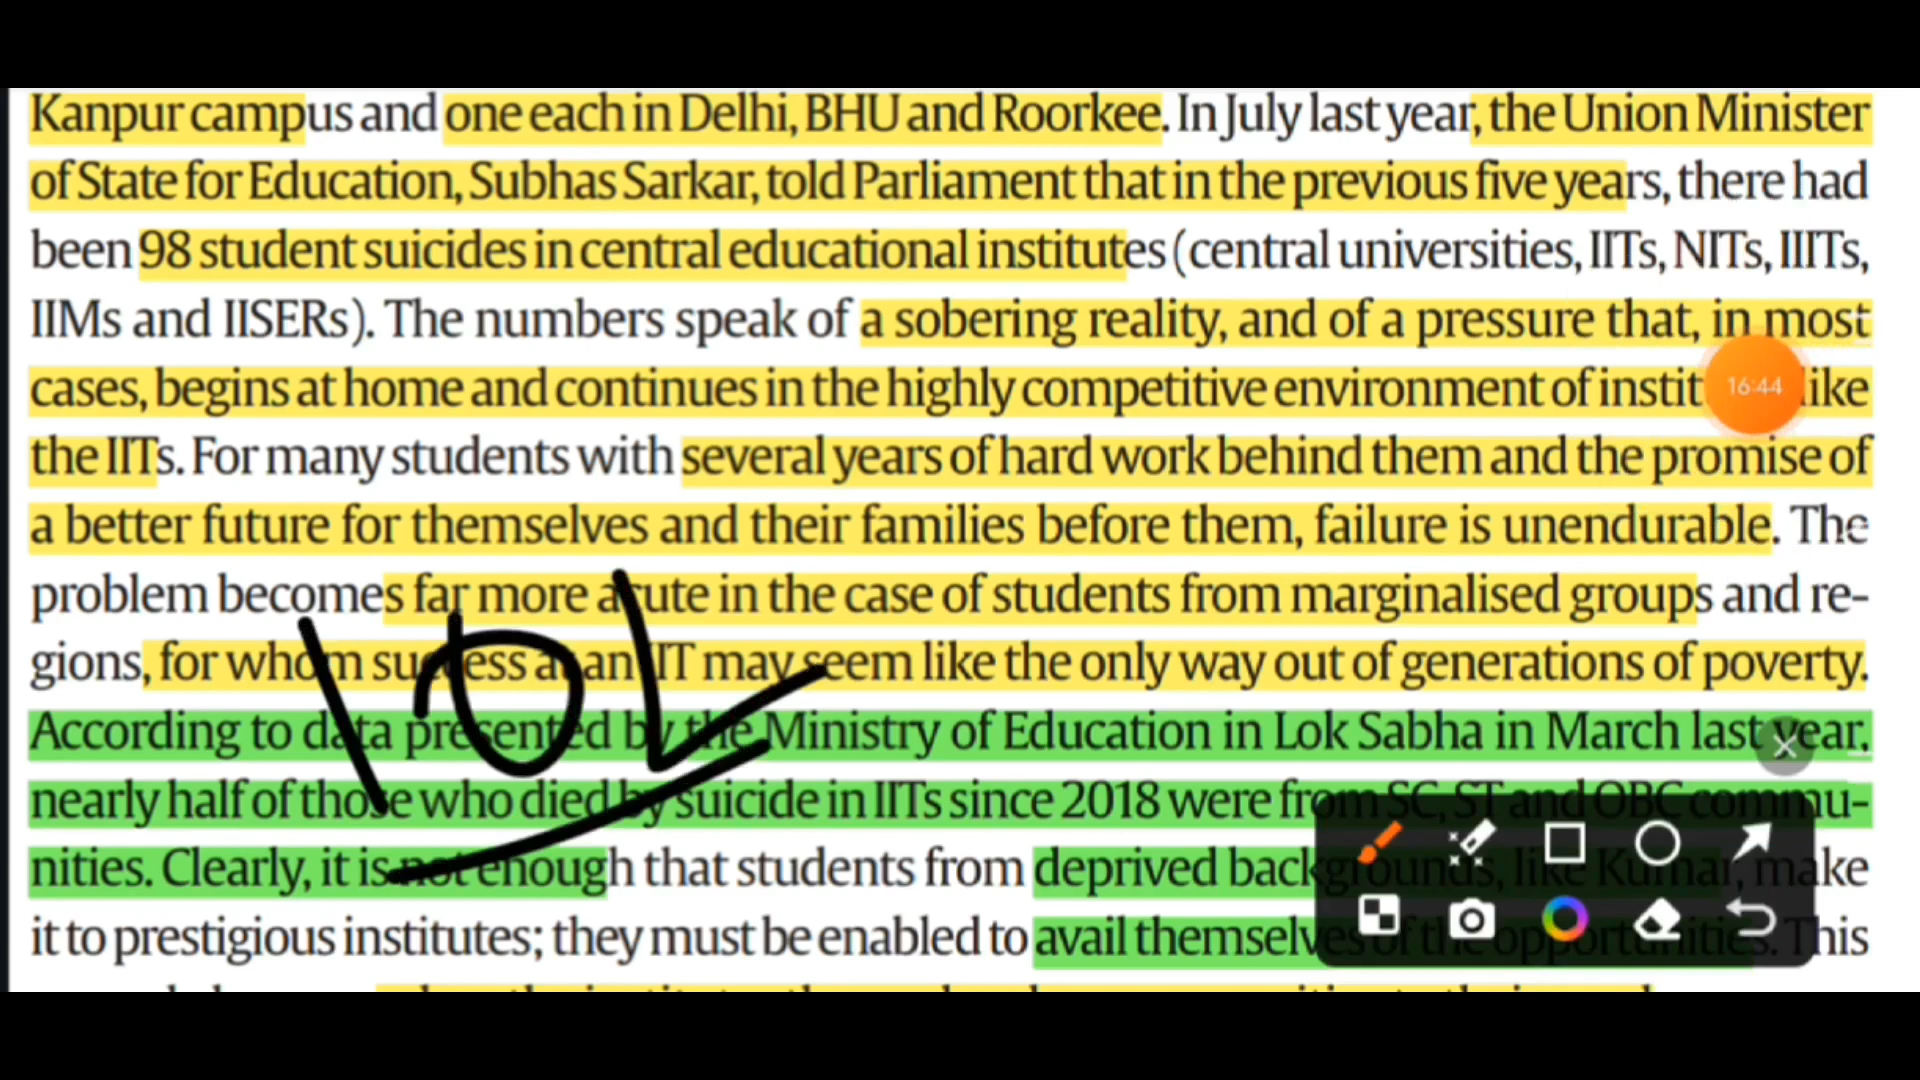 Kanpur campus and one each in Delhi, BHU and Roorkee. In July last year, the Union Minister
of State for Education, Subhas Sarkar, told Parliament that in the previous five years, there had
been 98 student suicides in central educational institutes (central universities, IITs, NITs, IIITs,
IIMs and IISERs). The numbers speak of a sobering reality, and of a pressure that, in most
cases, begins at home and continues in the highly competitive environment of instit like
16:44
the IITs. For many students with several years of hard work behind them and the promise of
a better future for themselves and their families before them, failure is unendurable. The
problem becomes far more acute in the case of students from marginalised groups and re-
gions, for whom success at an IIT may seem like the only way out of generations of poverty.
According to data presented by the Ministry of Education in Lok Sabha in March last year,
nearly half of those who died by suicide in IITs since 2018 were from SC, ST and OBC commu-
nities. Clearly, it is not enough that students from deprived backgrounds, like Kumar, make
it to prestigious institutes; they must be enabled to avail themselves of the opportunities. This